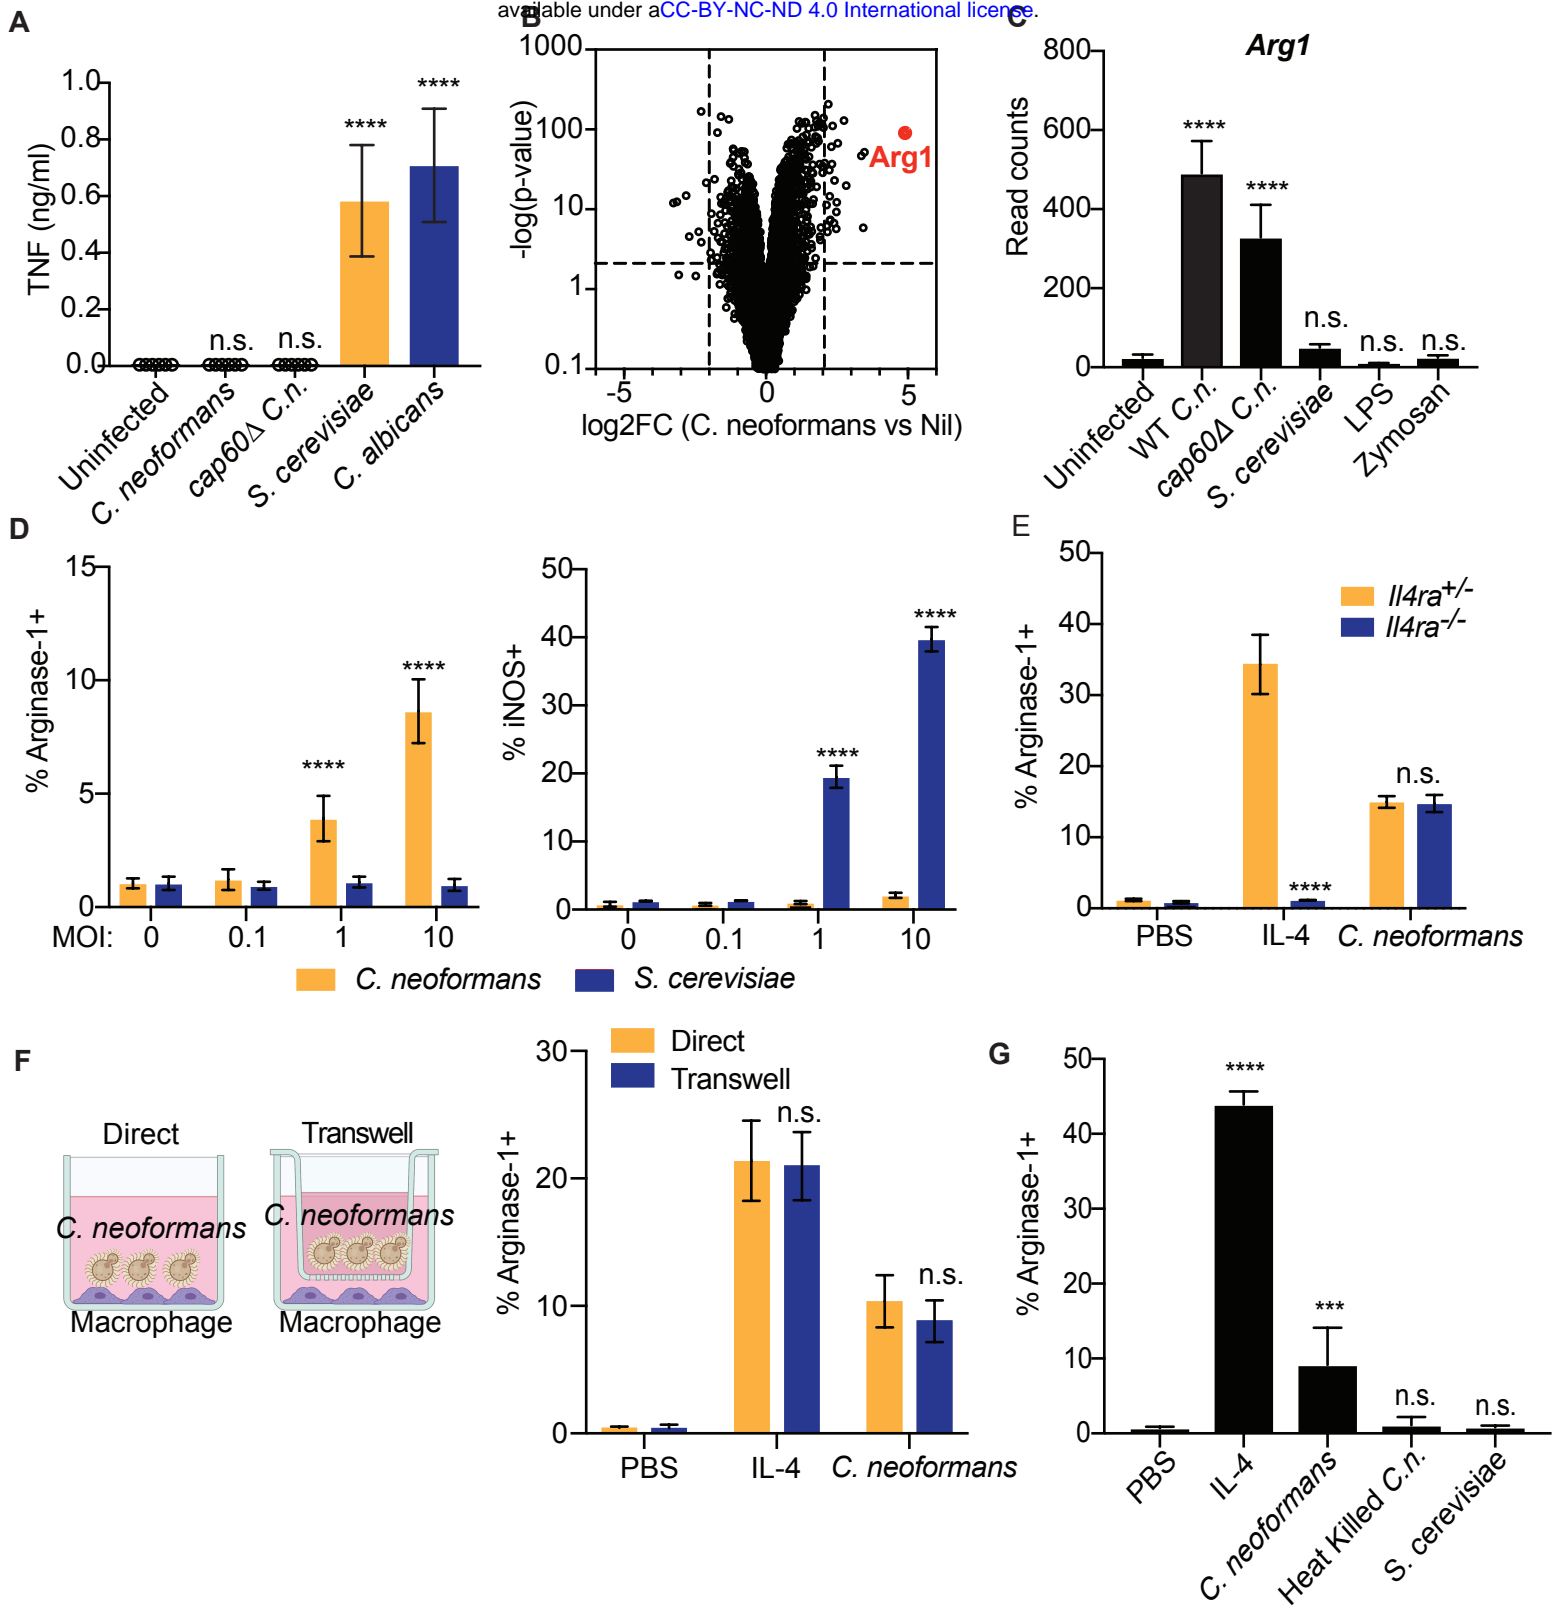 available under aCC-BY-NC-ND 4.0 International license.
A
TNF (ng/ml)
1.0
0.8
0.6
0.4
0.2
0.0
n.s.
n.s.
****
****
Uninfected
C. neoformans
cap60Δ C.n.
S. cerevisiae
C. albicans
B
-log(p-value)
1000
100
10
1
0.1
Arg1
-5
0
5
log2FC (C. neoformans vs Nil)
C
Arg1
Read counts
800
600
400
200
0
****
****
n.s.
n.s.
n.s.
Uninfected
WT C.n.
cap60Δ C.n.
S. cerevisiae
LPS
Zymosan
D
% Arginase-1+
15
10
5
0
****
****
MOI: 0 0.1 1 10
% iNOS+
50
40
30
20
10
0
****
****
0 0.1 1 10
C. neoformans
S. cerevisiae
E
% Arginase-1+
50
40
30
20
10
0
Il4ra+/-
Il4ra-/-
****
n.s.
PBS
IL-4
C. neoformans
F
Direct
C. neoformans
Macrophage
Transwell
C. neoformans
Macrophage
% Arginase-1+
30
20
10
0
Direct
Transwell
n.s.
n.s.
PBS
IL-4
C. neoformans
G
% Arginase-1+
50
40
30
20
10
0
****
***
n.s.
n.s.
PBS
IL-4
C. neoformans
Heat Killed C.n.
S. cerevisiae